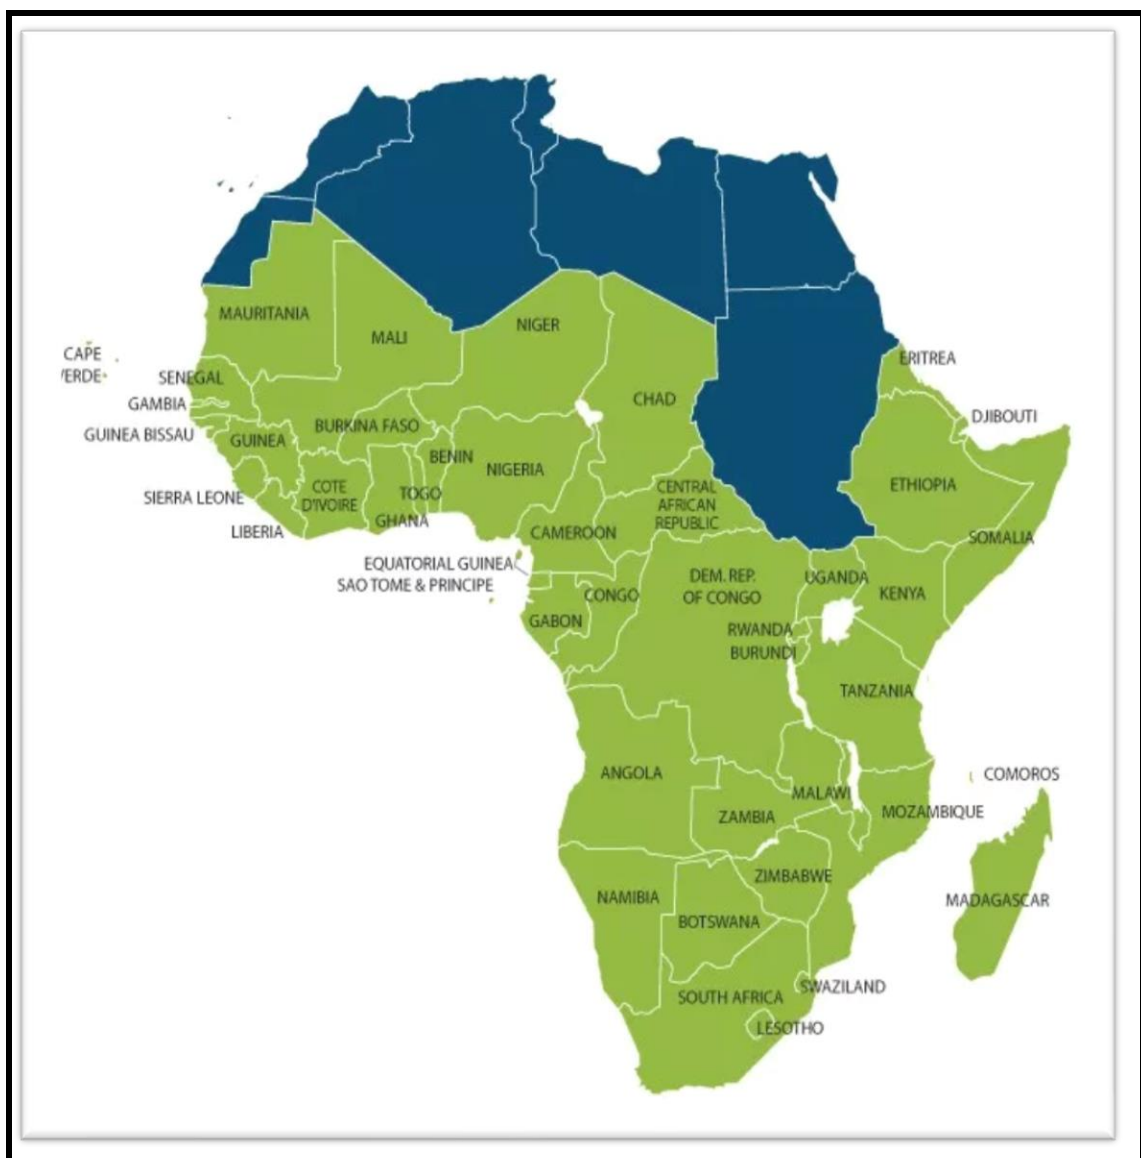 MAURITANIA
MALI
NIGER
CHAD
ERITREA
CAPE
VERDE
SENEGAL
GAMBIA
GUINEA BISSAU
GUINEA
BURKINA FASO
BENIN
NIGERIA
DJIBOUTI
ETHIOPIA
SIERRA LEONE
COTE
D'IVOIRE
TOGO
GHANA
LIBERIA
CENTRAL
AFRICAN
REPUBLIC
CAMEROON
SOMALIA
EQUATORIAL GUINEA
SAO TOME & PRINCIPE
GABON
CONGO
DEM. REP.
OF CONGO
UGANDA
KENYA
RWANDA
BURUNDI
TANZANIA
ANGOLA
MALAWI
COMOROS
ZAMBIA
MOZAMBIQUE
ZIMBABWE
NAMIBIA
BOTSWANA
MADAGASCAR
SOUTH AFRICA
SWAZILAND
LESOTHO